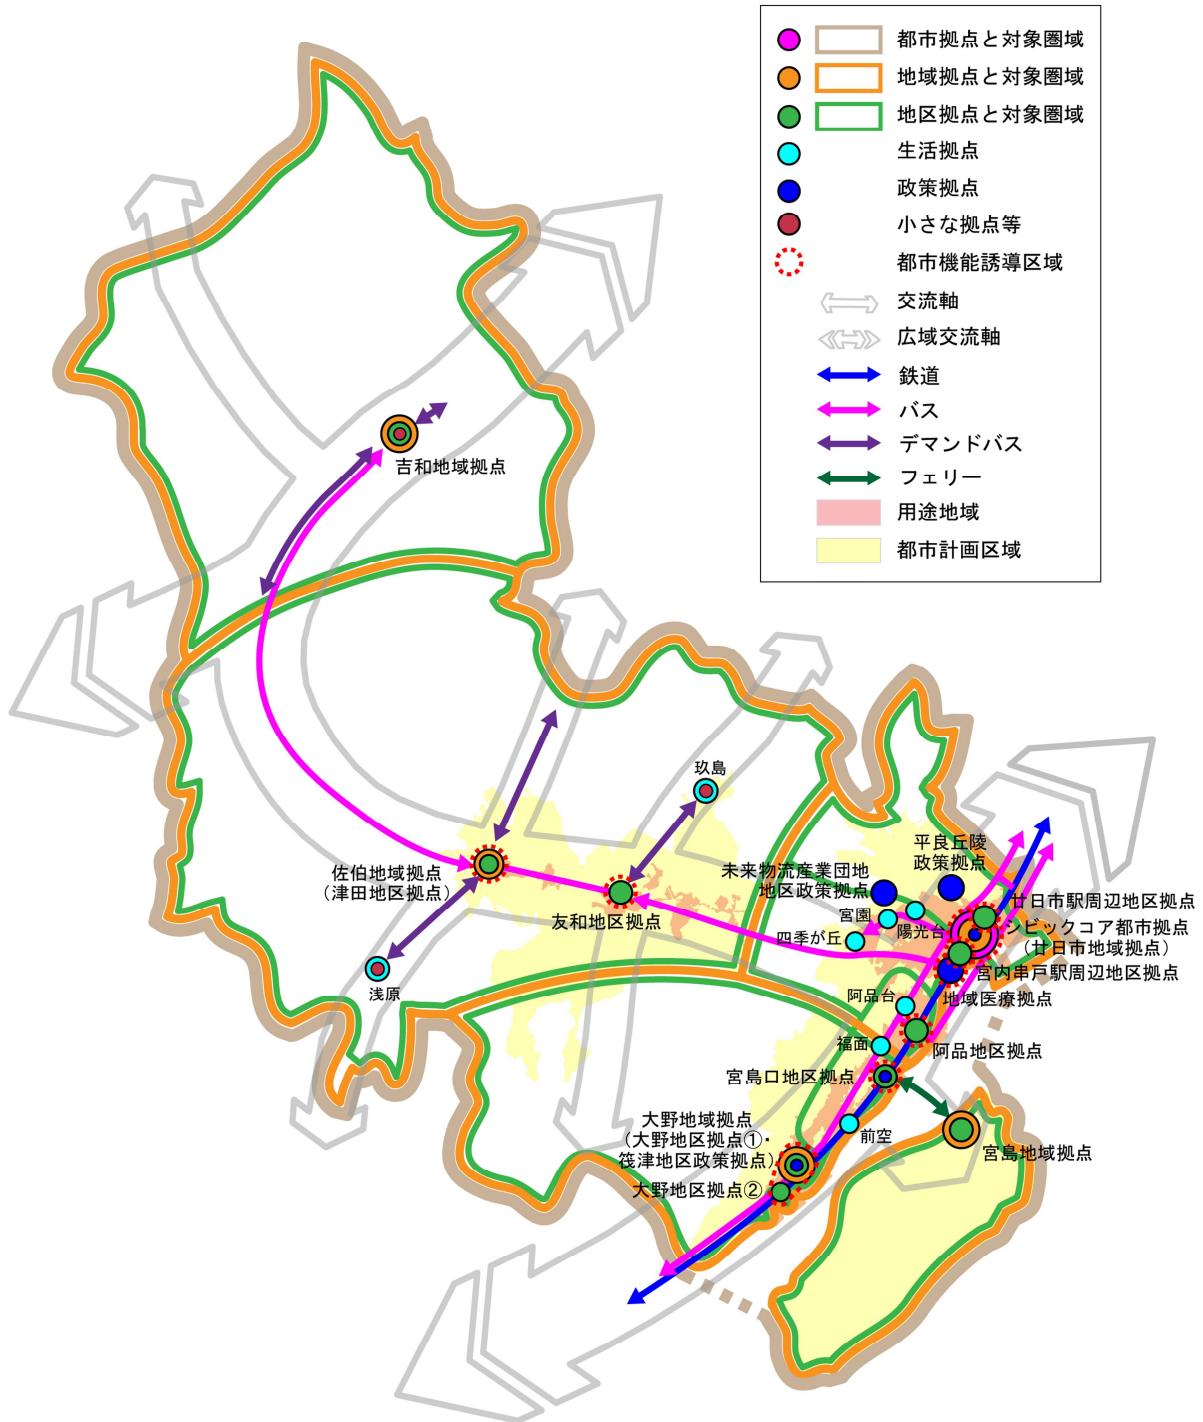 都市拠点と対象圏域
地域拠点と対象圏域
地区拠点と対象圏域
生活拠点
政策拠点
小さな拠点等
都市機能誘導区域
交流軸
広域交流軸
鉄道
バス
デマンドバス
フェリー
用途地域
都市計画区域
吉和地域拠点
玖島
佐伯地域拠点
（津田地区拠点）
友和地区拠点
浅原
平良丘陵
政策拠点
未来物流産業団地
地区政策拠点
宮園
陽光台
四季が丘
廿日市駅周辺地区拠点
シビックコア都市拠点
（廿日市地域拠点）
宮内串戸駅周辺地区拠点
地域医療拠点
阿品台
阿品地区拠点
福面
宮島口地区拠点
前空
宮島地域拠点
大野地域拠点
（大野地区拠点①・
筏津地区政策拠点）
大野地区拠点②